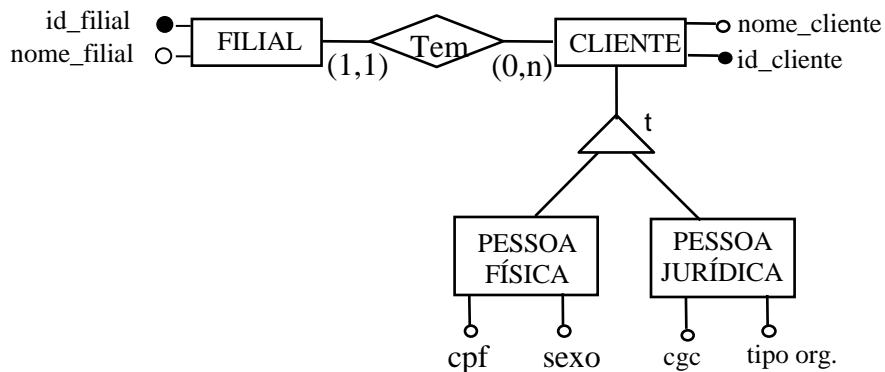 id_filial
nome_filial
FILIAL
(1,1)
Tem
(0,n)
CLIENTE
nome_cliente
id_cliente
t
PESSOA
FÍSICA
PESSOA
JURÍDICA
cpf
sexo
cgc
tipo org.